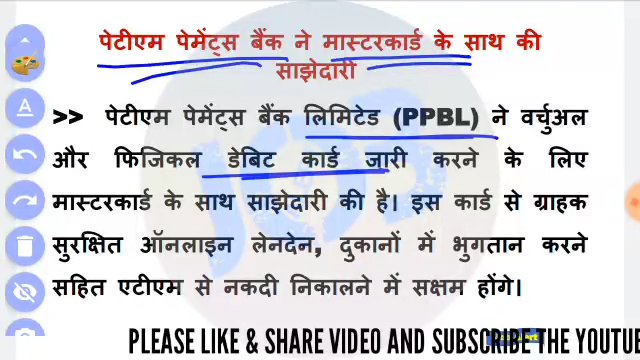 पेटीएम पेमेंट्स बैंक ने मास्टरकार्ड के साथ की
साझेदारी
>> पेटीएम पेमेंट्स बैंक लिमिटेड (PPBL) ने वर्चुअल
और फिजिकल डेबिट कार्ड जारी करने के लिए
मास्टरकार्ड के साथ साझेदारी की है। इस कार्ड से ग्राहक
सुरक्षित ऑनलाइन लेनदेन, दुकानों में भुगतान करने
सहित एटीएम से नकदी निकालने में सक्षम होंगे।
PLEASE LIKE & SHARE VIDEO AND SUBSCRIBE THE YOUTU